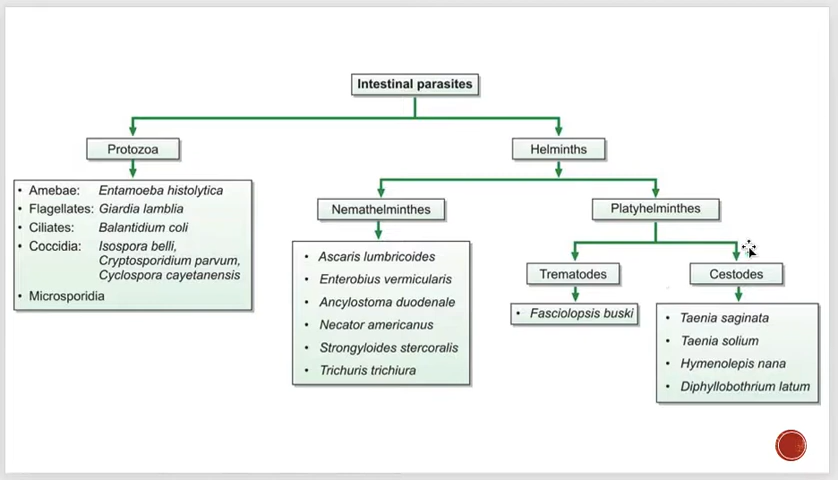 Intestinal parasites
Protozoa
Helminths
• Amebae: Entamoeba histolytica
• Flagellates: Giardia lamblia
• Ciliates: Balantidium coli
• Coccidia: Isospora belli,
Cryptosporidium parvum,
Cyclospora cayetanensis
• Microsporidia
Nemathelminthes
• Ascaris lumbricoides
• Enterobius vermicularis
• Ancylostoma duodenale
• Necator americanus
• Strongyloides stercoralis
• Trichuris trichiura
Platyhelminthes
Trematodes
• Fasciolopsis buski
Cestodes
• Taenia saginata
• Taenia solium
• Hymenolepis nana
• Diphyllobothrium latum